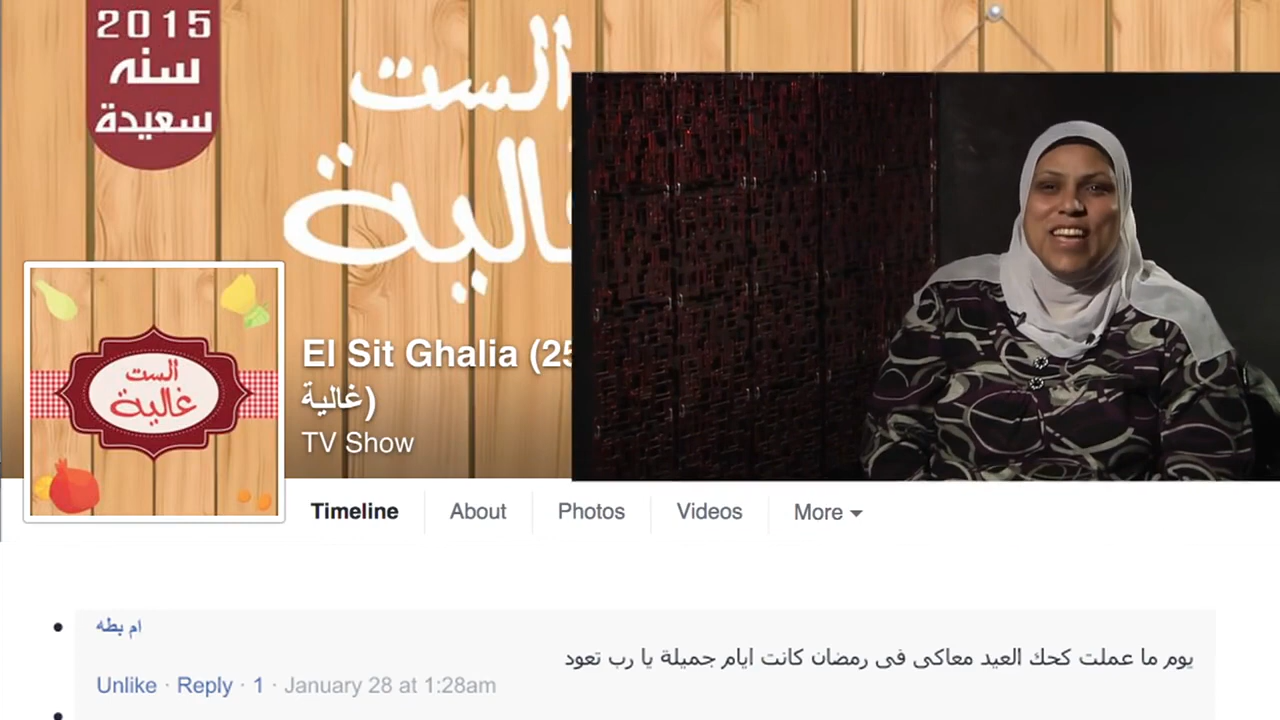 2015
سنه
سعيدة
الست
غالية
الست
غالية
El Sit Ghalia (25
غالية)
TV Show
Timeline
About
Photos
Videos
More
ام بطه
يوم ما عملت كحك العيد معاكى فى رمضان كانت ايام جميلة يا رب تعود
Unlike · Reply · 1 · January 28 at 1:28am